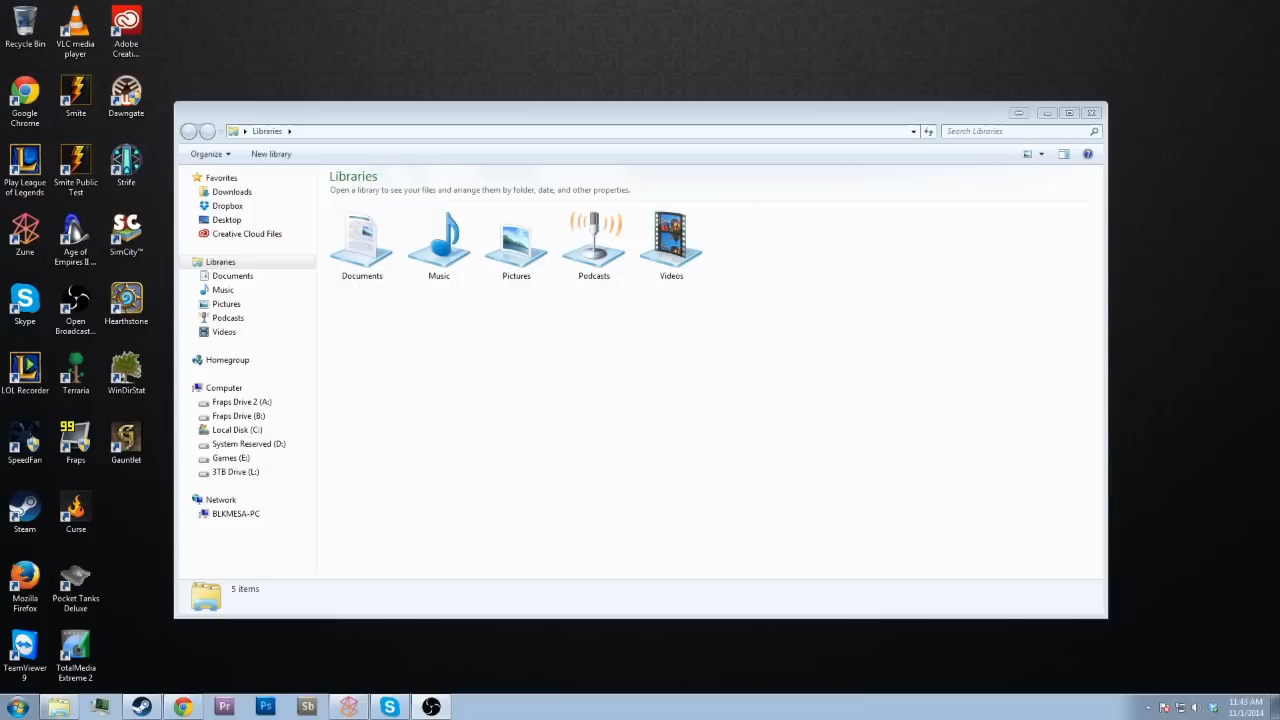 Recycle Bin
VLC media
player
Adobe
Creati...
Google
Chrome
Smite
Dawngate
Play League
of Legends
Smite Public
Test
Strife
Zune
Age of
Empires II ...
SC
SimCity™
Skype
Open
Broadcast...
Hearthstone
LOL Recorder
Terraria
WinDirStat
SpeedFan
99
Fraps
Gauntlet
Steam
Curse
Mozilla
Firefox
Pocket Tanks
Deluxe
TeamViewer
9
TotalMedia
Extreme 2
Libraries
Search Libraries
Organize
New library
Favorites
Downloads
Dropbox
Desktop
Creative Cloud Files
Libraries
Documents
Music
Pictures
Podcasts
Videos
Homegroup
Computer
Fraps Drive 2 (A:)
Fraps Drive (B:)
Local Disk (C:)
System Reserved (D:)
Games (E:)
3TB Drive (L:)
Network
BLKMESA-PC
Libraries
Open a library to see your files and arrange them by folder, date, and other properties.
Documents
Music
Pictures
Podcasts
Videos
5 items
Pr
Ps
Sb
11:43 AM
11/1/2014